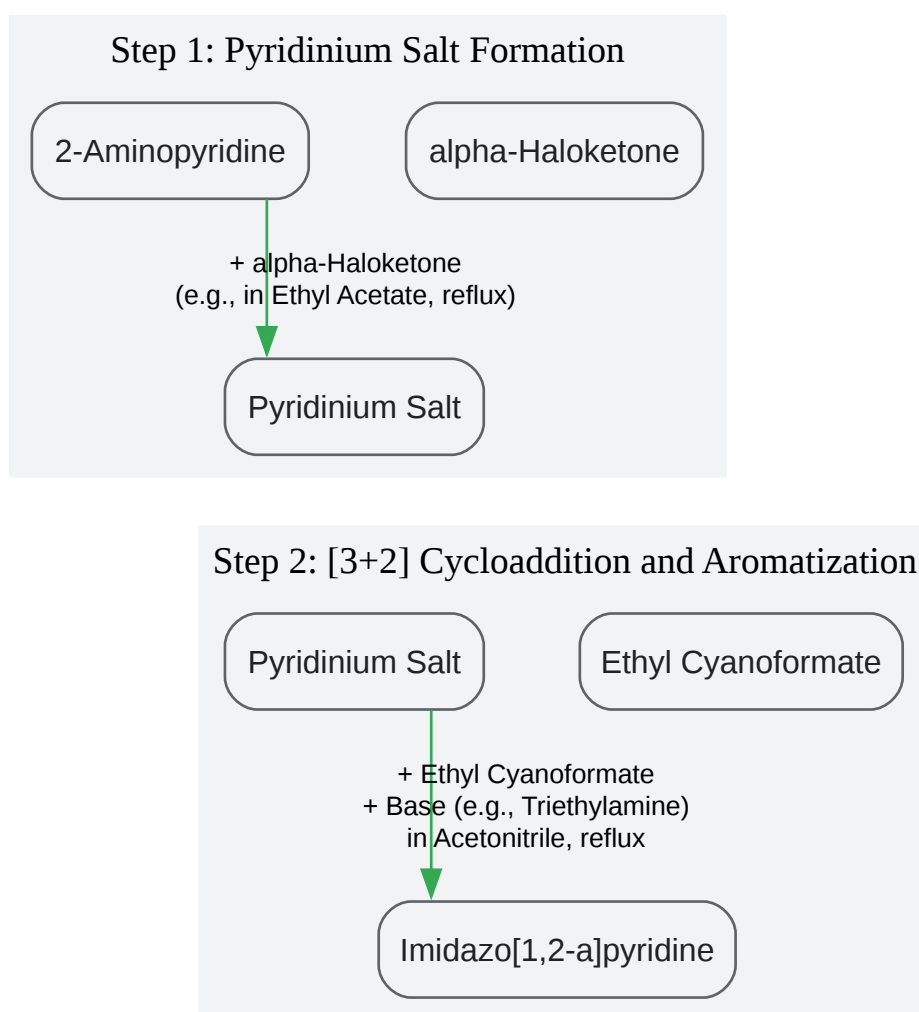 Step 1: Pyridinium Salt Formation
2-Aminopyridine
alpha-Haloketone
+ alpha-Haloketone
(e.g., in Ethyl Acetate, reflux)
Pyridinium Salt
Step 2: [3+2] Cycloaddition and Aromatization
Pyridinium Salt
Ethyl Cyanoformate
+ Ethyl Cyanoformate
+ Base (e.g., Triethylamine)
in Acetonitrile, reflux
Imidazo[1,2-a]pyridine